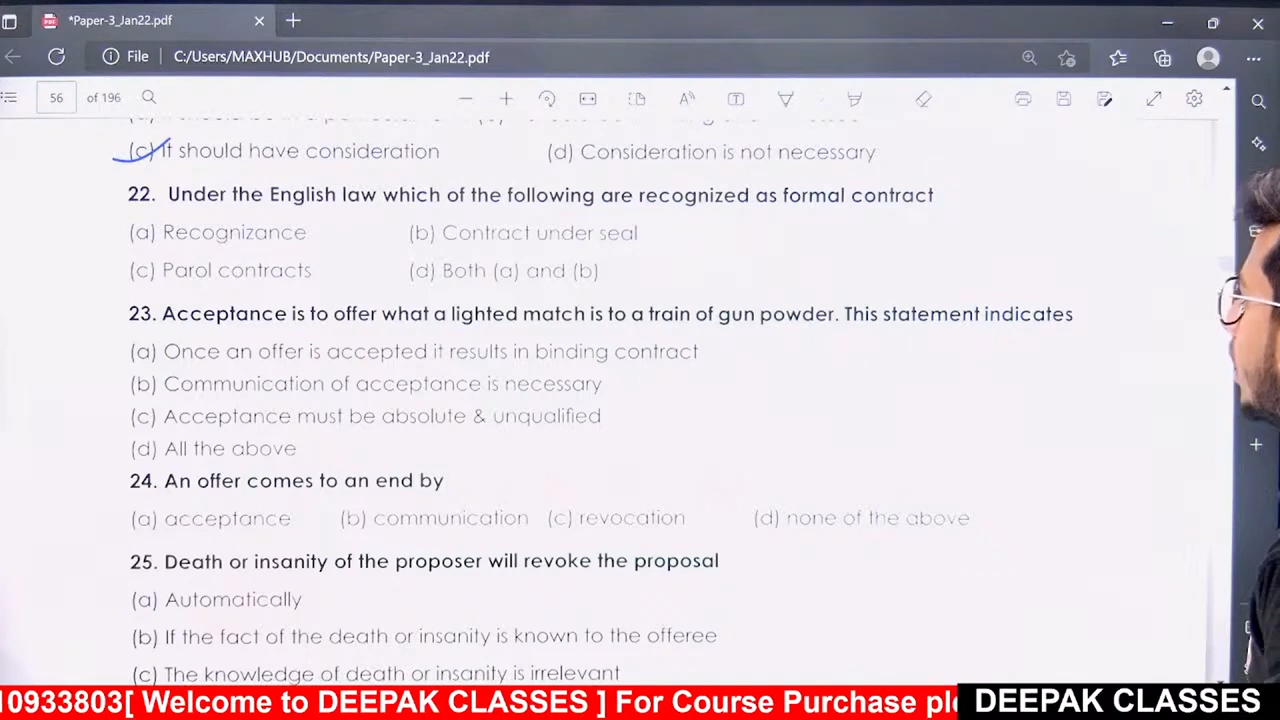 *Paper-3_Jan22.pdf
File C:/Users/MAXHUB/Documents/Paper-3_Jan22.pdf
56 of 196
(c) It should have consideration (d) Consideration is not necessary
22. Under the English law which of the following are recognized as formal contract
(a) Recognizance (b) Contract under seal
(c) Parol contracts (d) Both (a) and (b)
23. Acceptance is to offer what a lighted match is to a train of gun powder. This statement indicates
(a) Once an offer is accepted it results in binding contract
(b) Communication of acceptance is necessary
(c) Acceptance must be absolute & unqualified
(d) All the above
24. An offer comes to an end by
(a) acceptance (b) communication (c) revocation (d) none of the above
25. Death or insanity of the proposer will revoke the proposal
(a) Automatically
(b) If the fact of the death or insanity is known to the offeree
(c) The knowledge of death or insanity is irrelevant
10933803[ Welcome to DEEPAK CLASSES ] For Course Purchase DEEPAK CLASSES